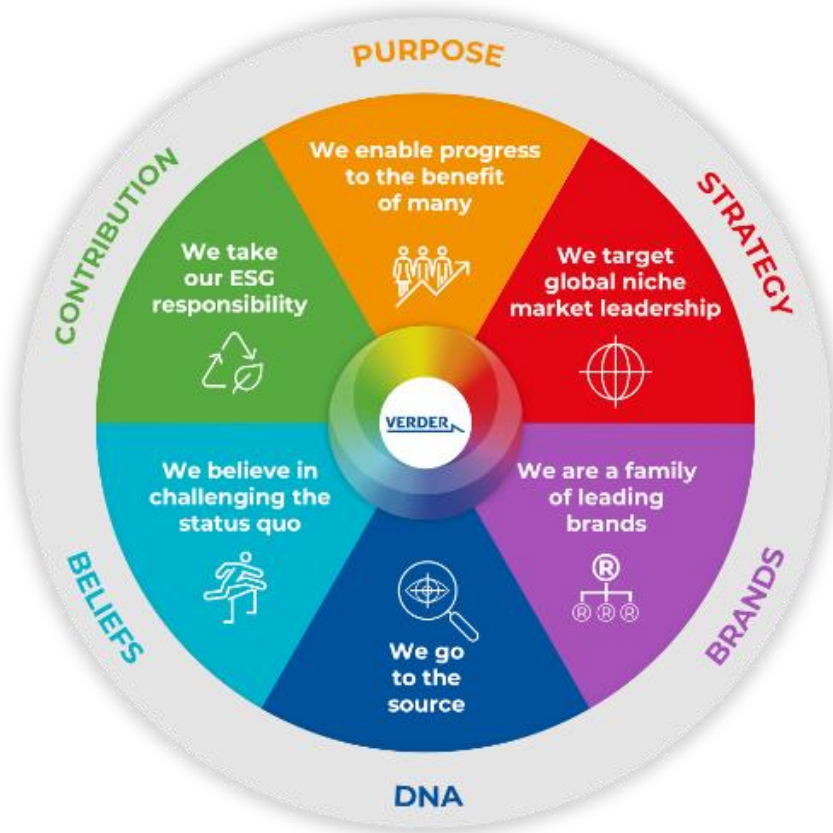 PURPOSE
We enable progress
to the benefit
of many
STRATEGY
We target
global niche
market leadership
BRANDS
We are a family
of leading
brands
R
R R R
DNA
We go
to the
source
BELIEFS
We believe in
challenging the
status quo
CONTRIBUTION
We take
our ESG
responsibility
VERDER